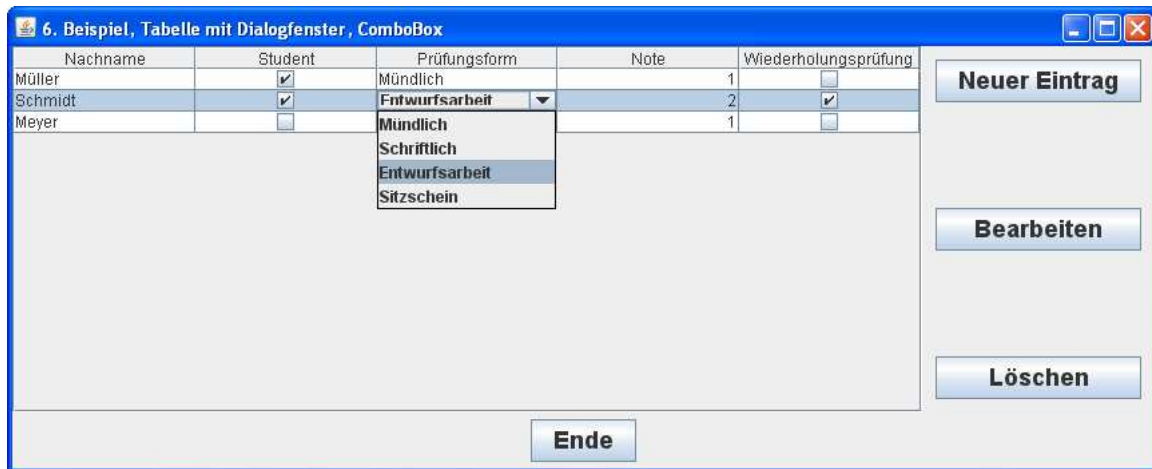 6. Beispiel, Tabelle mit Dialogfenster, ComboBox
Nachname Student Prüfungsform Note Wiederholungsprüfung
Müller Mündlich 1
Schmidt Entwurfsarbeit 2
Meyer 1
Mündlich
Schriftlich
Entwurfsarbeit
Sitzschein
Neuer Eintrag
Bearbeiten
Löschen
Ende